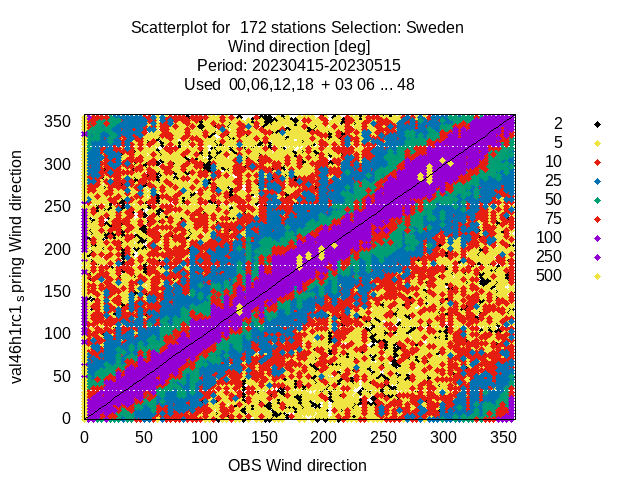 Scatterplot for 172 stations Selection: Sweden
Wind direction [deg]
Period: 20230415-20230515
Used 00,06,12,18 + 03 06 ... 48
val46h1rc1 s pring Wind direction
350
300
250
200
150
100
50
0
0 50 100 150 200 250 300 350
OBS Wind direction
2
5
10
25
50
75
100
250
500